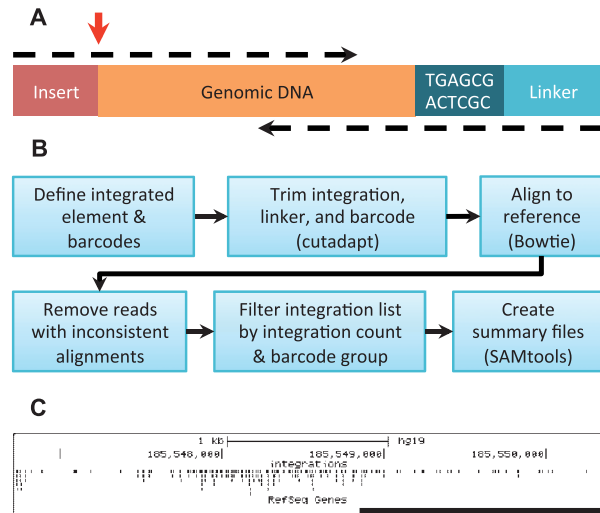 A
Insert
Genomic DNA
TGAGCG
ACTCGC
Linker
B
Define integrated
element &
barcodes
Trim integration,
linker, and barcode
(cutadapt)
Align to
reference
(Bowtie)
Remove reads
with inconsistent
alignments
Filter integration list
by integration count
& barcode group
Create
summary files
(SAMtools)
C
1 kb hg19
185,548,000 185,549,000 185,550,000
integrations
RefSeq Genes